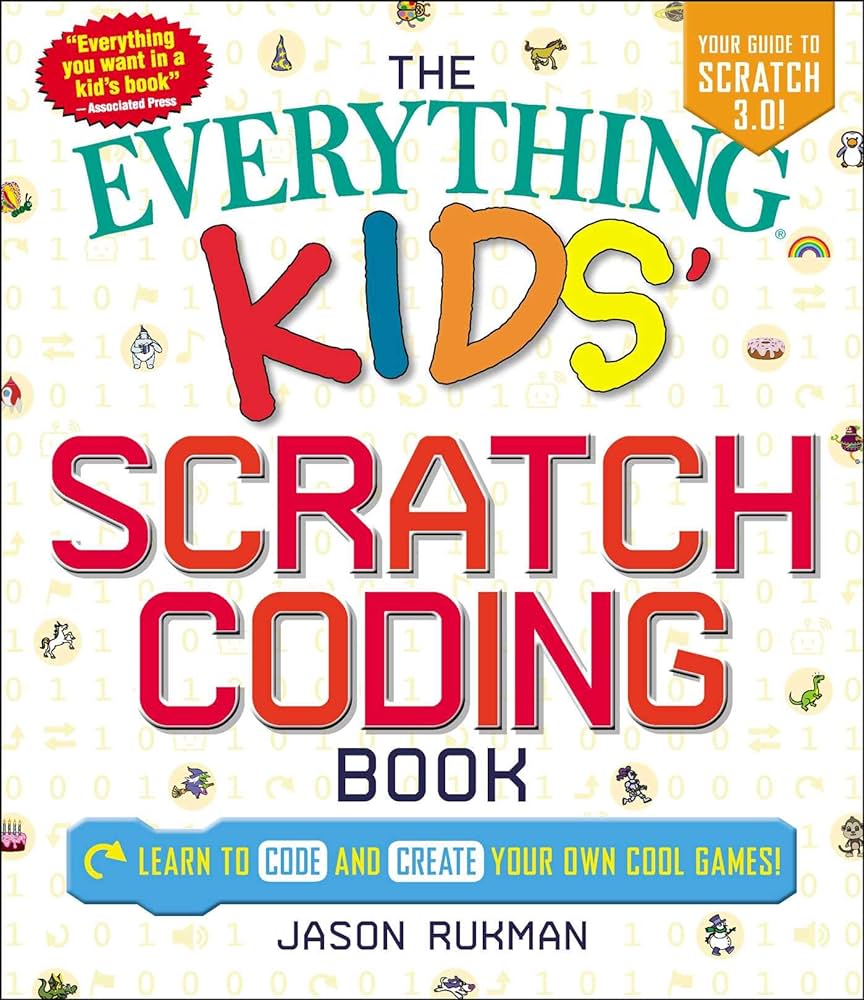 “Everything
you want in a
kid’s book”
—Associated Press
YOUR GUIDE TO
SCRATCH
3.0!
THE
EVERYTHING®
KIDS’
SCRATCH
CODING
BOOK
LEARN TO CODE AND CREATE YOUR OWN COOL GAMES!
JASON RUKMAN